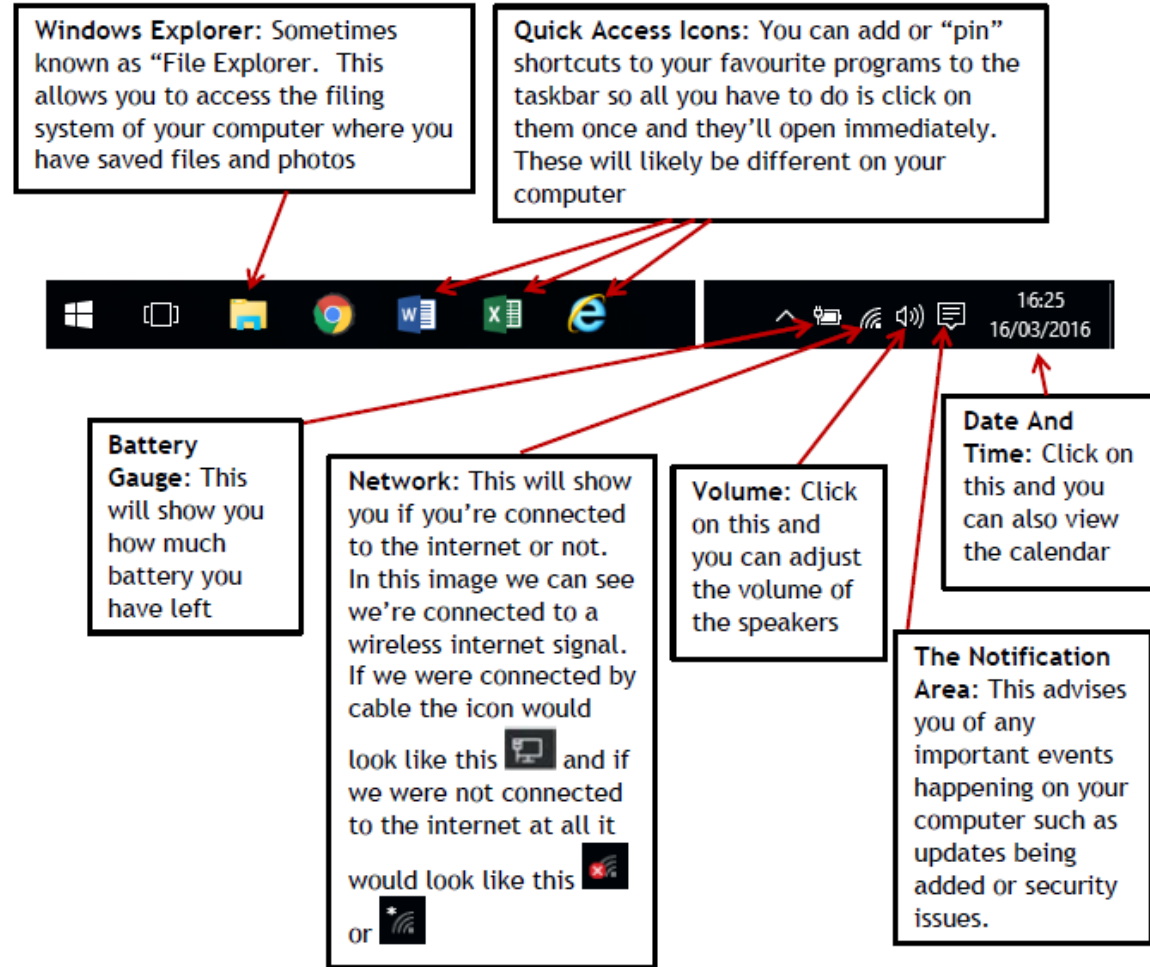 Windows Explorer: Sometimes
known as “File Explorer. This
allows you to access the filing
system of your computer where you
have saved files and photos
Quick Access Icons: You can add or “pin”
shortcuts to your favourite programs to the
taskbar so all you have to do is click on
them once and they’ll open immediately.
These will likely be different on your
computer
W
X
16:25
16/03/2016
Battery
Gauge: This
will show you
how much
battery you
have left
Network: This will show
you if you’re connected
to the internet or not.
In this image we can see
we’re connected to a
wireless internet signal.
If we were connected by
cable the icon would
look like this and if
we were not connected
to the internet at all it
would look like this
or
Volume: Click
on this and
you can adjust
the volume of
the speakers
Date And
Time: Click on
this and you
can also view
the calendar
The Notification
Area: This advises
you of any
important events
happening on your
computer such as
updates being
added or security
issues.